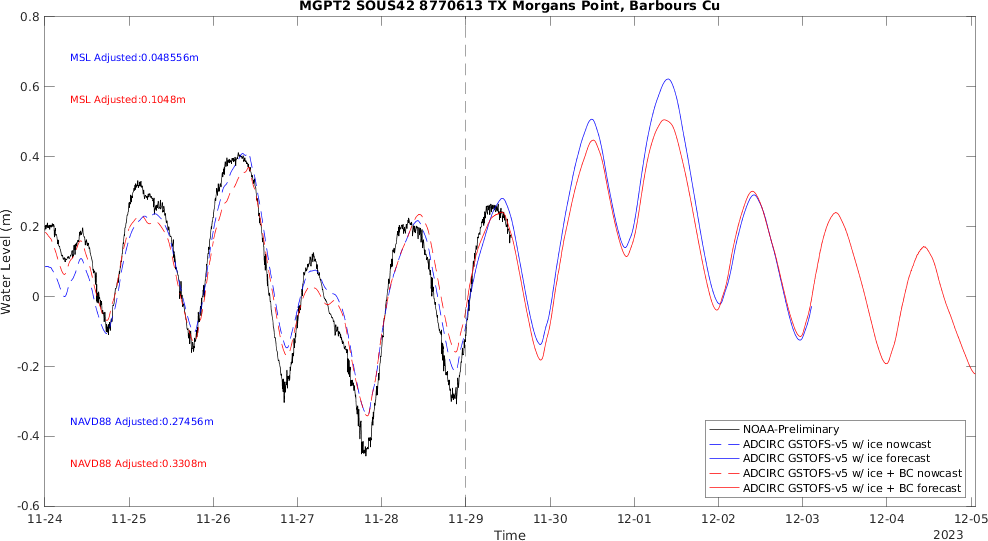 MGPT2 SOUS42 8770613 TX Morgans Point, Barbours Cu
0.8
0.6
0.4
0.2
0
-0.2
-0.4
-0.6
Water Level (m)
MSL Adjusted:0.048556m
MSL Adjusted:0.1048m
NAVD88 Adjusted:0.27456m
NAVD88 Adjusted:0.3308m
NOAA-Preliminary
ADCIRC GSTOFS-v5 w/ ice nowcast
ADCIRC GSTOFS-v5 w/ ice forecast
ADCIRC GSTOFS-v5 w/ ice + BC nowcast
ADCIRC GSTOFS-v5 w/ ice + BC forecast
11-24 11-25 11-26 11-27 11-28 11-29 11-30 12-01 12-02 12-03 12-04 12-05
Time
2023